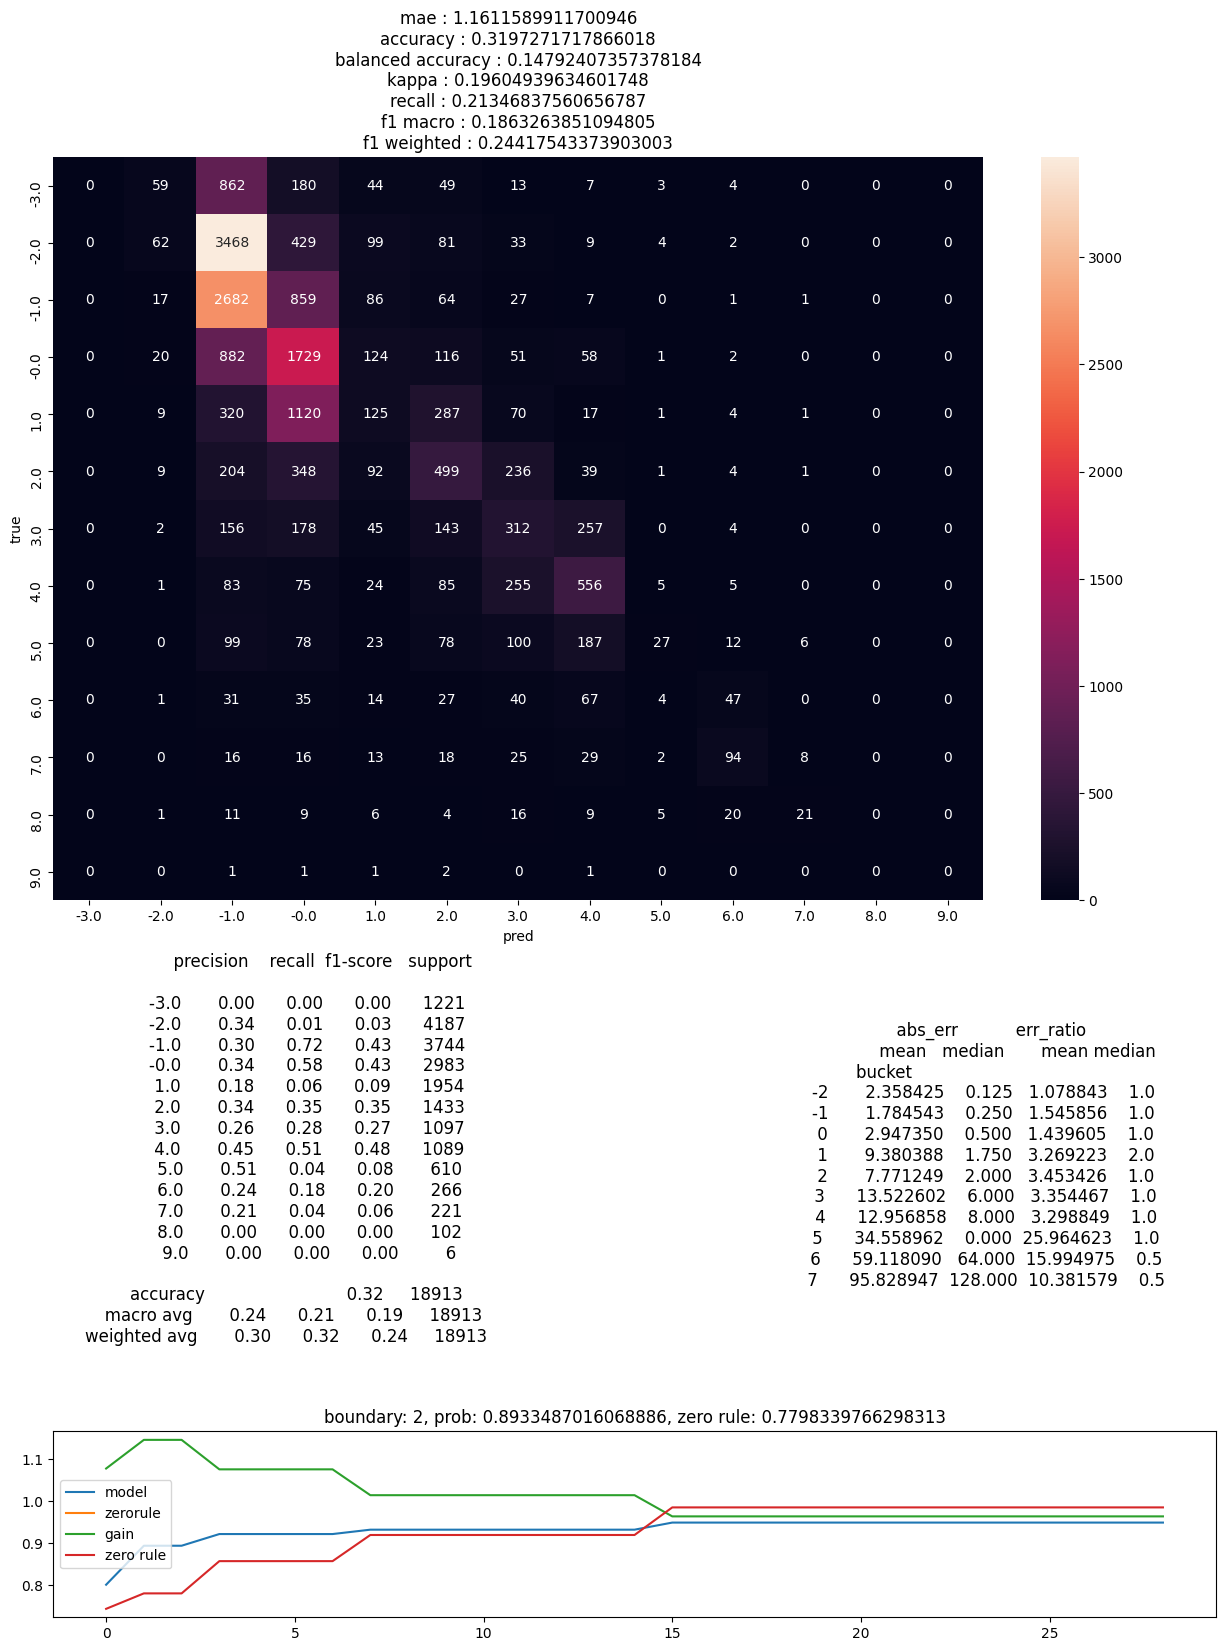 mae : 1.1611589911700946
accuracy : 0.3197271717866018
balanced accuracy : 0.14792407357378184
kappa : 0.19604939634601748
recall : 0.21346837560656787
f1 macro : 0.1863263851094805
f1 weighted : 0.24417543373903003
-3.0 0 59 862 180 44 49 13 7 3 4 0 0 0
-2.0 0 62 3468 429 99 81 33 9 4 2 0 0 0
3000
-1.0 0 17 2682 859 86 64 27 7 0 1 1 0 0
2500
-0.0 0 20 882 1729 124 116 51 58 1 2 0 0 0
1.0 0 9 320 1120 125 287 70 17 1 4 1 0 0
2000
2.0 0 9 204 348 92 499 236 39 1 4 1 0 0
true
3.0 0 2 156 178 45 143 312 257 0 4 0 0 0
1500
4.0 0 1 83 75 24 85 255 556 5 5 0 0 0
5.0 0 0 99 78 23 78 100 187 27 12 6 0 0
1000
6.0 0 1 31 35 14 27 40 67 4 47 0 0 0
7.0 0 0 16 16 13 18 25 29 2 94 8 0 0
500
8.0 0 1 11 9 6 4 16 9 5 20 21 0 0
9.0 0 0 1 1 1 2 0 1 0 0 0 0 0
0
-3.0 -2.0 -1.0 -0.0 1.0 2.0 3.0 4.0 5.0 6.0 7.0 8.0 9.0
pred
precision recall f1-score support
-3.0 0.00 0.00 0.00 1221
-2.0 0.34 0.01 0.03 4187
-1.0 0.30 0.72 0.43 3744
-0.0 0.34 0.58 0.43 2983
1.0 0.18 0.06 0.09 1954
2.0 0.34 0.35 0.35 1433
3.0 0.26 0.28 0.27 1097
4.0 0.45 0.51 0.48 1089
5.0 0.51 0.04 0.08 610
6.0 0.24 0.18 0.20 266
7.0 0.21 0.04 0.06 221
8.0 0.00 0.00 0.00 102
9.0 0.00 0.00 0.00 6
accuracy 0.32 18913
macro avg 0.24 0.21 0.19 18913
weighted avg 0.30 0.32 0.24 18913
abs_err err_ratio
mean median mean median
bucket
-2 2.358425 0.125 1.078843 1.0
-1 1.784543 0.250 1.545856 1.0
0 2.947350 0.500 1.439605 1.0
1 9.380388 1.750 3.269223 2.0
2 7.771249 2.000 3.453426 1.0
3 13.522602 6.000 3.354467 1.0
4 12.956858 8.000 3.298849 1.0
5 34.558962 0.000 25.964623 1.0
6 59.118090 64.000 15.994975 0.5
7 95.828947 128.000 10.381579 0.5
boundary: 2, prob: 0.8933487016068886, zero rule: 0.7798339766298313
1.1
1.0
0.9
0.8
model
zerorule
gain
zero rule
0 5 10 15 20 25